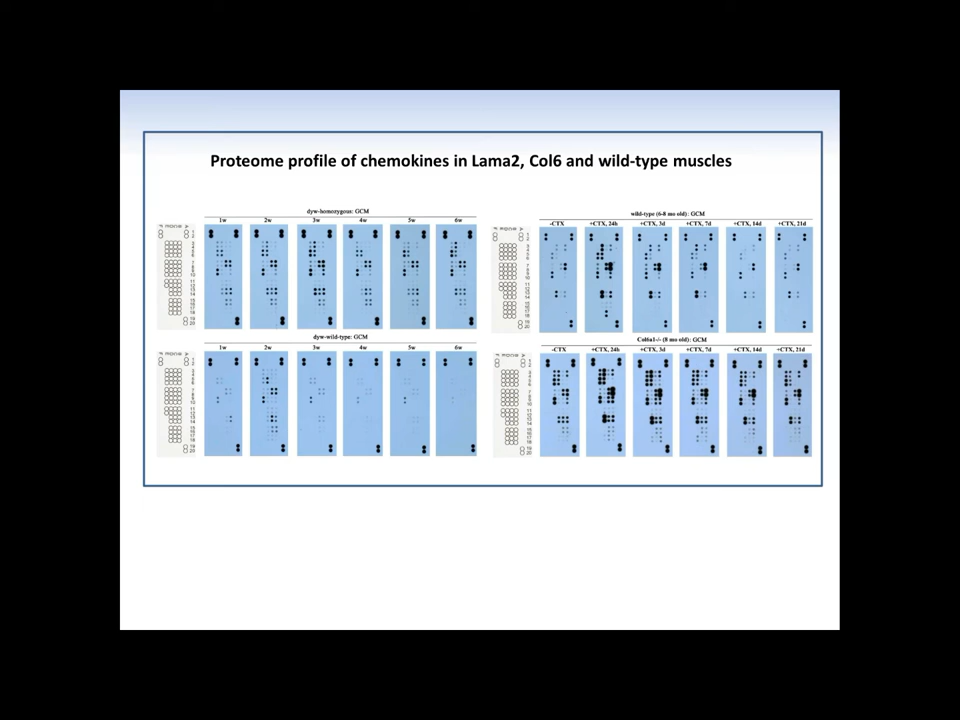 Proteome profile of chemokines in Lama2, Col6 and wild-type muscles
dyw-homozygous: GCM
1w 2w 3w 4w 5w 6w
dyw-wild-type: GCM
1w 2w 3w 4w 5w 6w
wild-type (6-8 mo old): GCM
-CTX +CTX, 24h +CTX, 3d +CTX, 7d +CTX, 14d +CTX, 21d
Col6a1-/- (8 mo old): GCM
-CTX +CTX, 24h +CTX, 3d +CTX, 7d +CTX, 14d +CTX, 21d